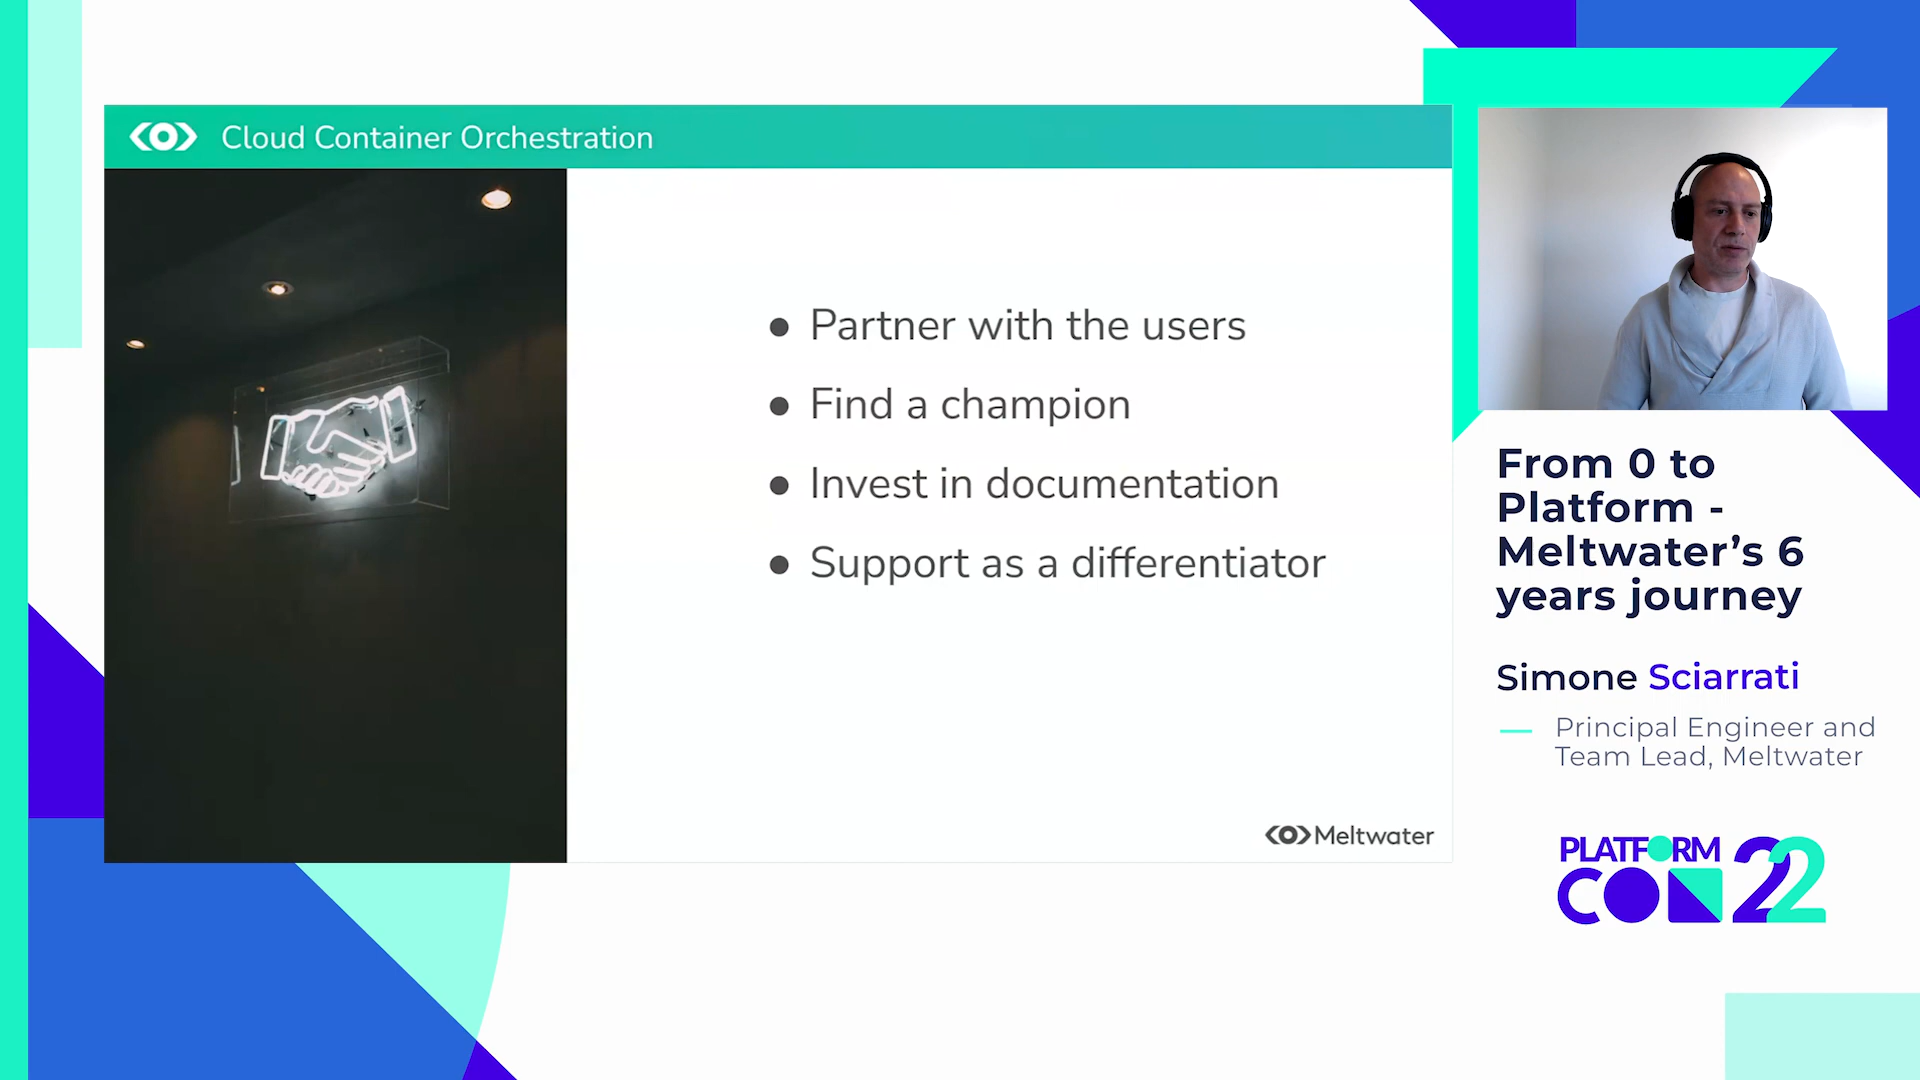 Cloud Container Orchestration
● Partner with the users
● Find a champion
● Invest in documentation
● Support as a differentiator
Meltwater
From 0 to
Platform -
Meltwater’s 6
years journey
Simone Sciarrati
Principal Engineer and
Team Lead, Meltwater
PLATFORM
CON 22